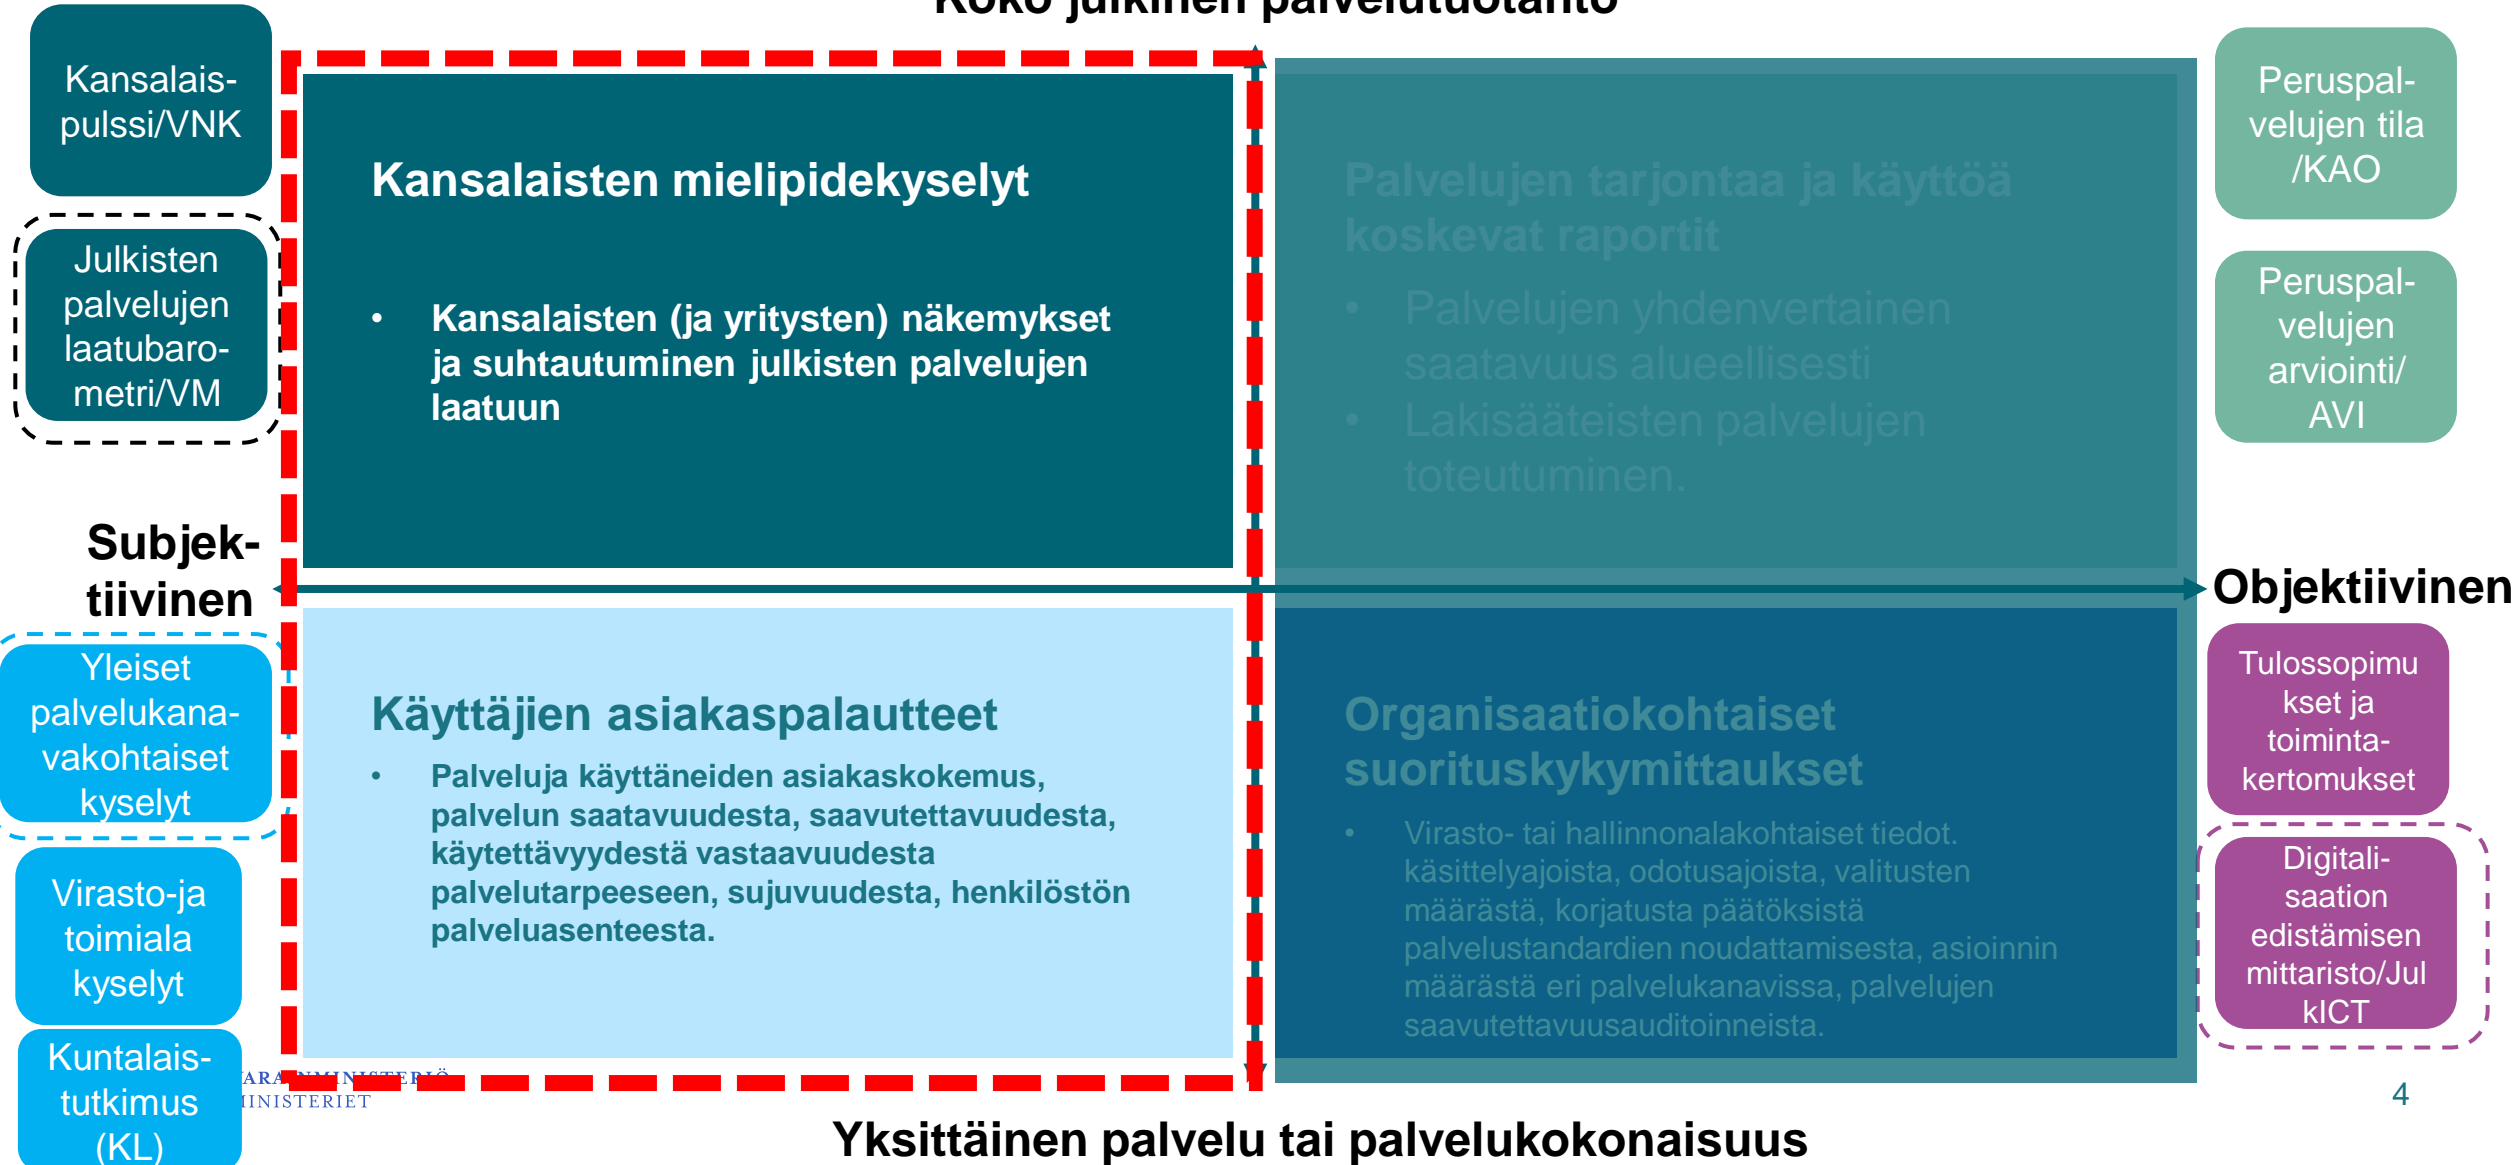 Koko julkinen palvelutuotanto
Kansalais-
pulssi/VNK
Julkisten
palvelujen
laatubaro-
metri/VM
Subjek-
tiivinen
Yleiset
palvelukana-
vakohtaiset
kyselyt
Virasto-ja
toimiala
kyselyt
Kuntalais-
tutkimus
(KL)
Kansalaisten mielipidekyselyt
• Kansalaisten (ja yritysten) näkemykset
ja suhtautuminen julkisten palvelujen
laatuun
Palvelujen tarjontaa ja käyttöä
koskevat raportit
• Palvelujen yhdenvertainen
saatavuus alueellisesti
• Lakisääteisten palvelujen
toteutuminen.
Käyttäjien asiakaspalautteet
• Palveluja käyttäneiden asiakaskokemus,
palvelun saatavuudesta, saavutettavuudesta,
käytettävyydestä vastaavuudesta
palvelutarpeeseen, sujuvuudesta, henkilöstön
palveluasenteesta.
Organisaatiokohtaiset
suorituskykymittaukset
• Virasto- tai hallinnonalakohtaiset tiedot.
käsittelyajoista, odotusajoista, valitusten
määrästä, korjatusta päätöksistä
palvelustandardien noudattamisesta, asioinnin
määrästä eri palvelukanavissa, palvelujen
saavutettavuusauditoinneista.
Peruspal-
velujen tila
/KAO
Peruspal-
velujen
arviointi/
AVI
Objektiivinen
Tulossopimu
kset ja
toiminta-
kertomukset
Digitali-
saation
edistämisen
mittaristo/Jul
kICT
MINISTERIET
4
Yksittäinen palvelu tai palvelukokonaisuus